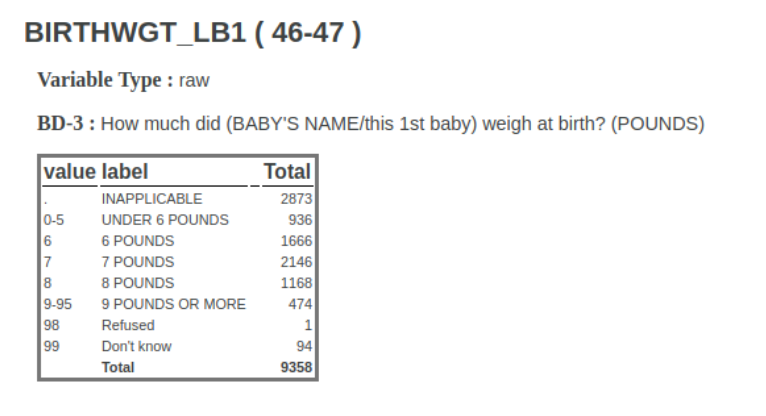 BIRTHWGT_LB1 ( 46-47 )
Variable Type : raw
BD-3 : How much did (BABY'S NAME/this 1st baby) weigh at birth? (POUNDS)
value label Total
. INAPPLICABLE 2873
0-5 UNDER 6 POUNDS 936
6 6 POUNDS 1666
7 7 POUNDS 2146
8 8 POUNDS 1168
9-95 9 POUNDS OR MORE 474
98 Refused 1
99 Don't know 94
Total 9358